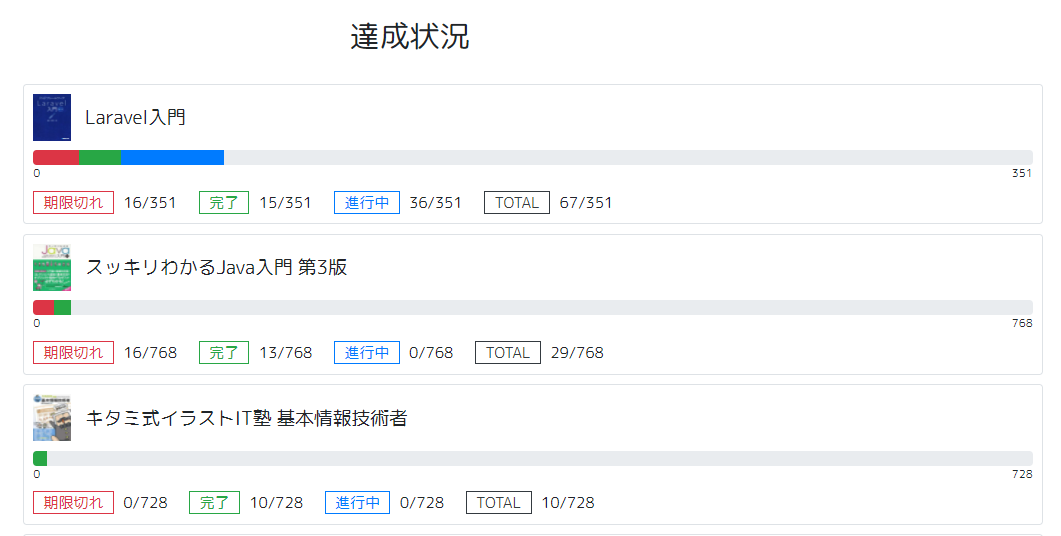 達成状況
Laravel入門
0 351
期限切れ 16/351 完了 15/351 進行中 36/351 TOTAL 67/351
スッキリわかるJava入門 第3版
0 768
期限切れ 16/768 完了 13/768 進行中 0/768 TOTAL 29/768
キタミ式イラストIT塾 基本情報技術者
0 728
期限切れ 0/728 完了 10/728 進行中 0/728 TOTAL 10/728